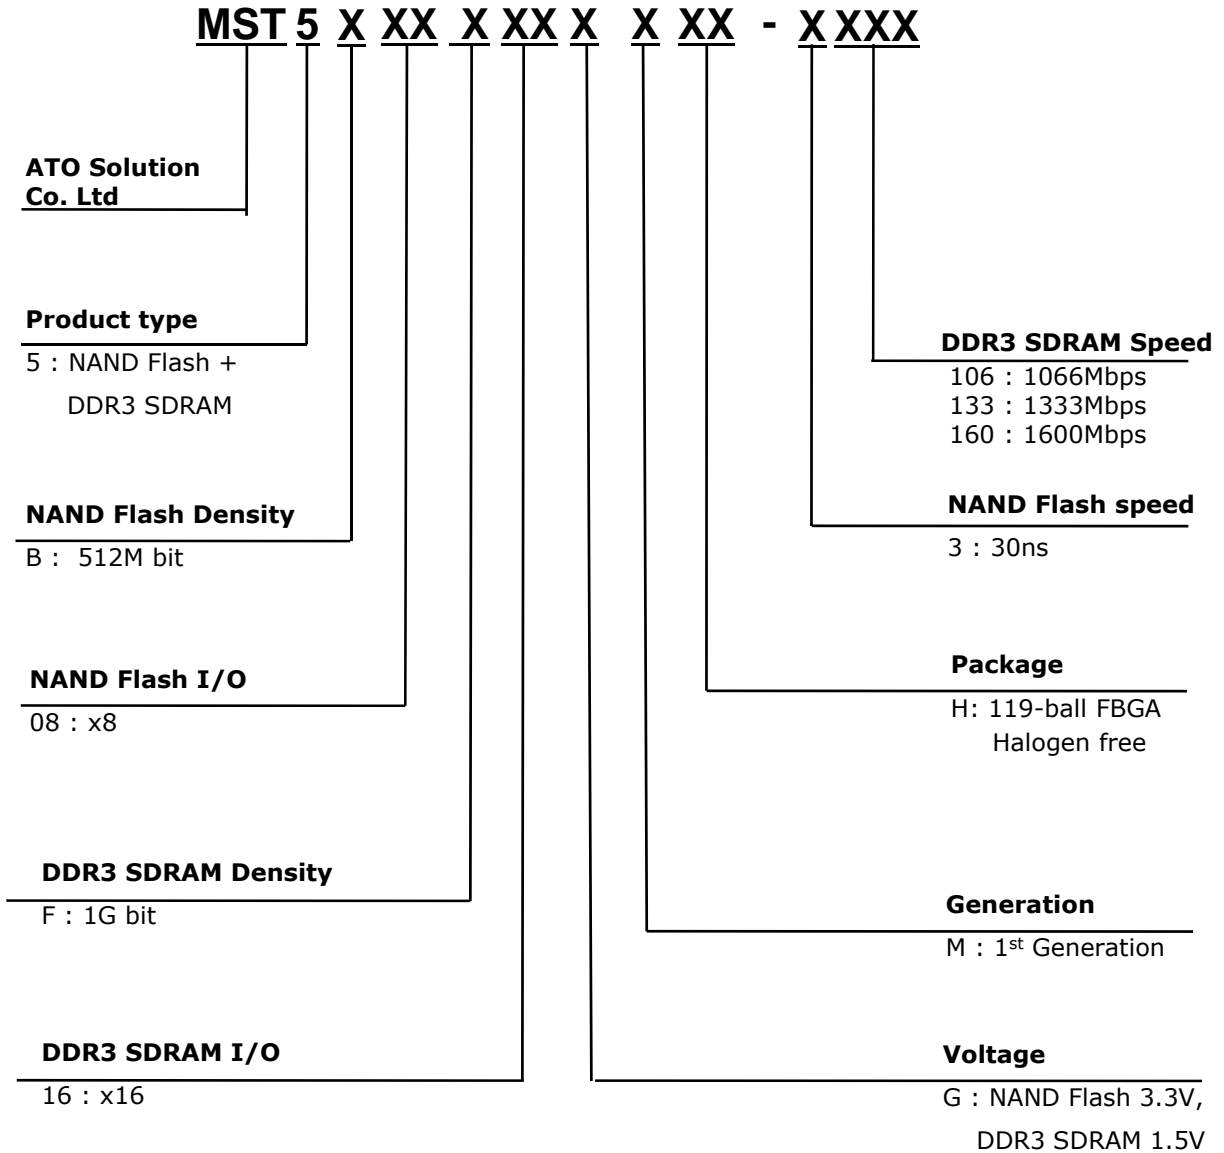 MST 5 X XX X XX X X XX - X XXX
ATO Solution
Co. Ltd
Product type
5 : NAND Flash +
DDR3 SDRAM
NAND Flash Density
B : 512M bit
NAND Flash I/O
08 : x8
DDR3 SDRAM Density
F : 1G bit
DDR3 SDRAM I/O
16 : x16
DDR3 SDRAM Speed
106 : 1066Mbps
133 : 1333Mbps
160 : 1600Mbps
NAND Flash speed
3 : 30ns
Package
H: 119-ball FBGA
Halogen free
Generation
M : 1st Generation
Voltage
G : NAND Flash 3.3V,
DDR3 SDRAM 1.5V